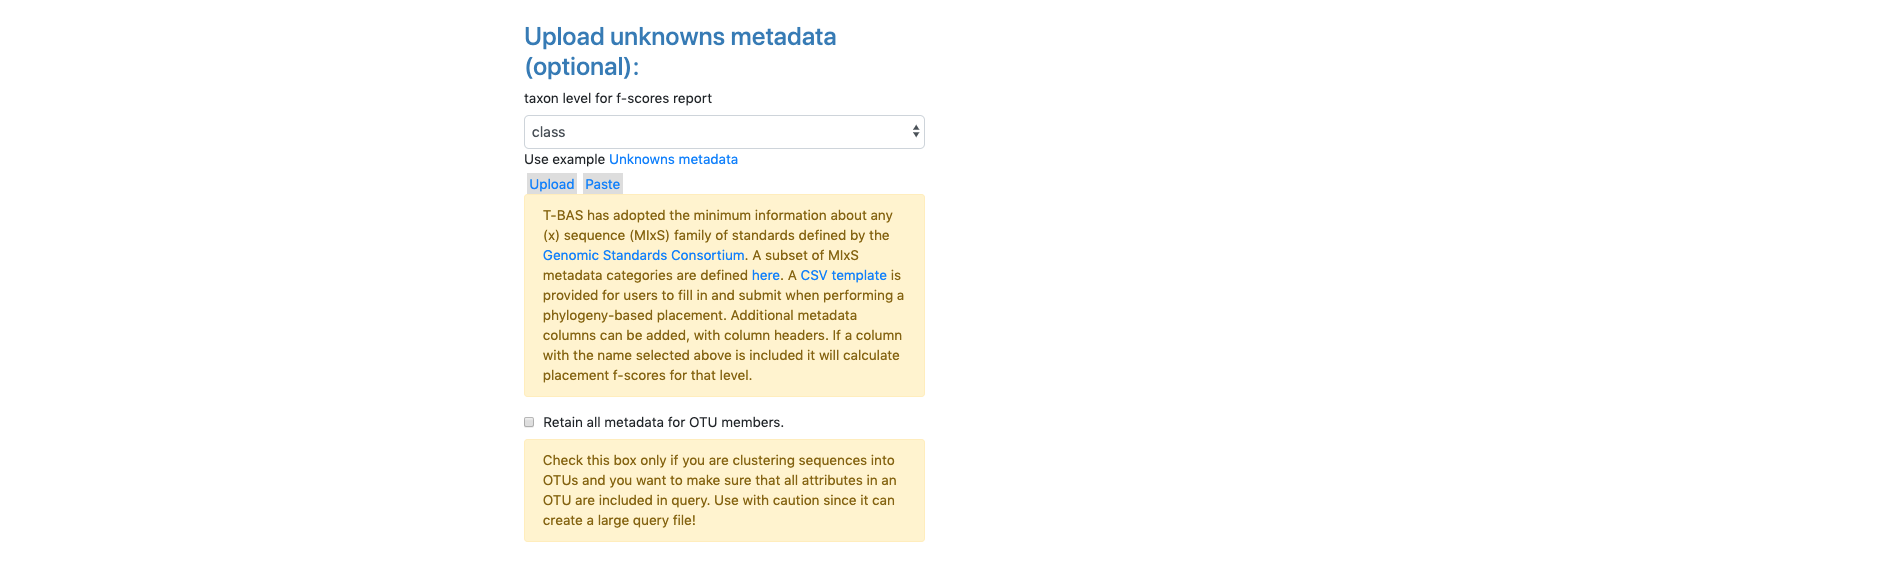 Upload unknowns metadata
(optional):
taxon level for f-scores report
class
Use example Unknowns metadata
Upload Paste
T-BAS has adopted the minimum information about any
(x) sequence (MIxS) family of standards defined by the
Genomic Standards Consortium. A subset of MIxS
metadata categories are defined here. A CSV template is
provided for users to fill in and submit when performing a
phylogeny-based placement. Additional metadata
columns can be added, with column headers. If a column
with the name selected above is included it will calculate
placement f-scores for that level.
Retain all metadata for OTU members.
Check this box only if you are clustering sequences into
OTUs and you want to make sure that all attributes in an
OTU are included in query. Use with caution since it can
create a large query file!